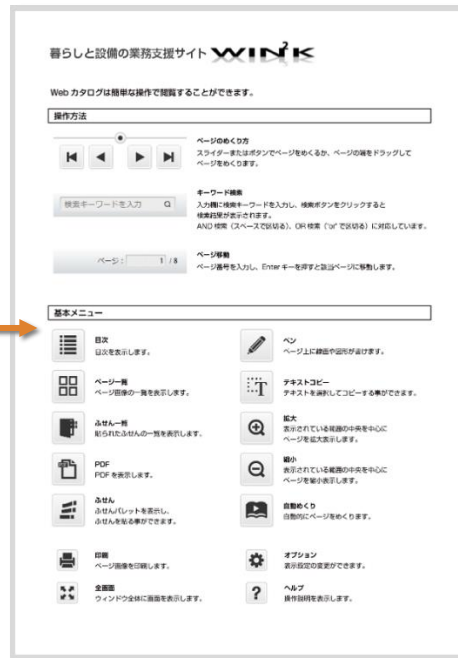 暮らしと設備の業務支援サイト WIN²K
Web カタログは簡単な操作で閲覧することができます。
操作方法
ページのめくり方
スライダーまたはボタンでページをめくるか、ページの端をドラッグして
ページをめくります。
検索キーワードを入力
キーワード検索
入力欄に検索キーワードを入力し、検索ボタンをクリックすると
検索結果が表示されます。
AND 検索（スペースで区切る）、OR 検索（'or' で区切る）に対応しています。
ページ： 1 / 8
ページ移動
ページ番号を入力し、Enter キーを押すと該当ページに移動します。
基本メニュー
目次
目次を表示します。
ペン
ページ上に線画や図形が書けます。
ページ一覧
ページ画像の一覧を表示します。
テキストコピー
テキストを選択してコピーする事ができます。
ふせん一覧
貼られたふせんの一覧を表示します。
拡大
表示されている範囲の中央を中心に
ページを拡大表示します。
PDF
PDF を表示します。
縮小
表示されている範囲の中央を中心に
ページを縮小表示します。
ふせん
ふせんパレットを表示し、
ふせんを貼る事ができます。
自動めくり
自動的にページをめくります。
印刷
ページ画像を印刷します。
オプション
表示設定の変更ができます。
全画面
ウィンドウ全体に画面を表示します。
ヘルプ
操作説明を表示します。